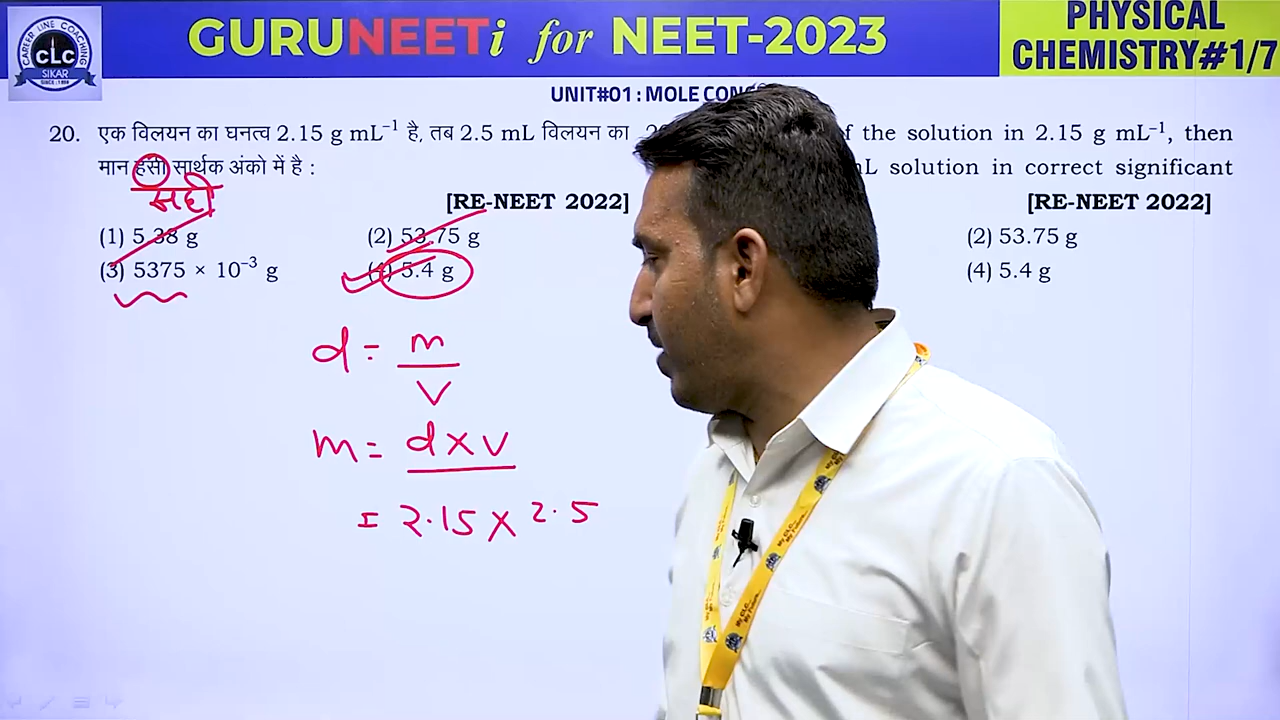 CAREER LINE COACHING
CLC
SIKAR
GURUNEETi for NEET-2023
PHYSICAL
CHEMISTRY#1/7
UNIT#01 : MOLE
20. एक विलयन का घनत्व 2.15 g mL⁻¹ है, तब 2.5 mL विलयन का
मान हसी सार्थक अंको में है :
सही
[RE-NEET 2022]
(1) 5.38 g (2) 53.75 g
(3) 5375 × 10⁻³ g (4) 5.4 g
d = m/V
m = d x v
= 2.15 x 2.5
of the solution in 2.15 g mL⁻¹, then
mL solution in correct significant
[RE-NEET 2022]
(2) 53.75 g
(4) 5.4 g